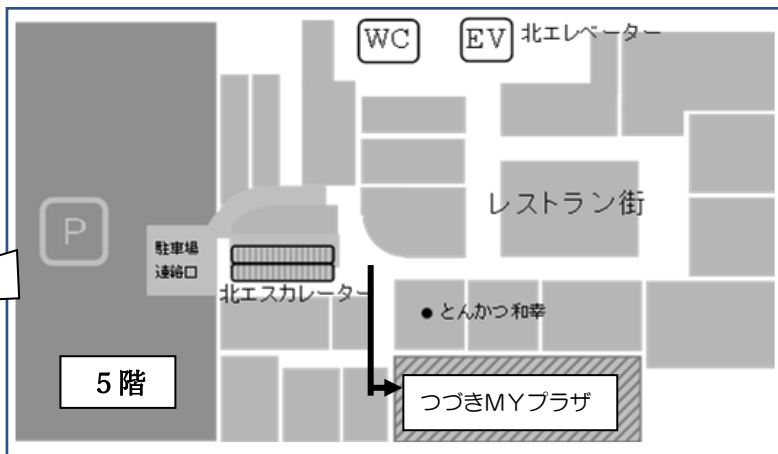 WC
EV
北エレベーター
レストラン街
P
駐車場
連絡口
北エスカレーター
●とんかつ和幸
5階
つづきMYプラザ